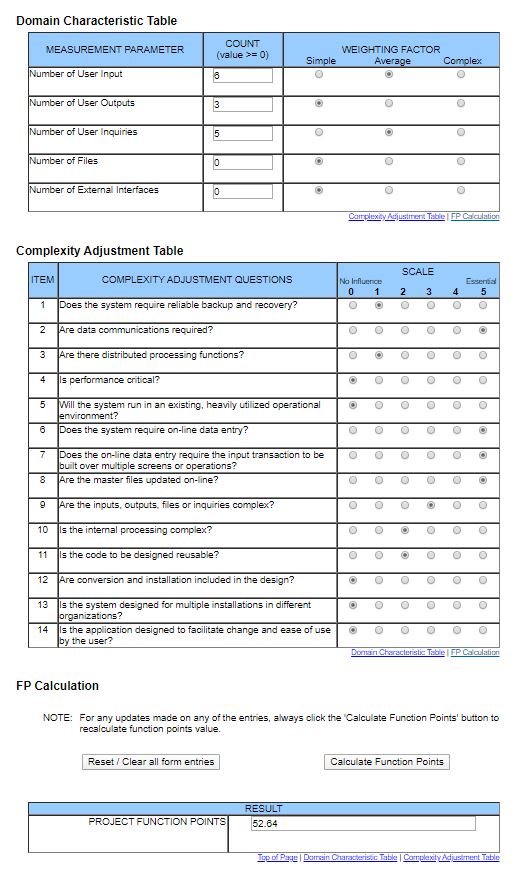 Domain Characteristic Table
MEASUREMENT PARAMETER
COUNT
(value >= 0)
WEIGHTING FACTOR
Simple Average Complex
Number of User Input 6
Number of User Outputs 3
Number of User Inquiries 5
Number of Files 0
Number of External Interfaces 0
Complexity Adjustment Table | FP Calculation
Complexity Adjustment Table
ITEM
COMPLEXITY ADJUSTMENT QUESTIONS
SCALE
No Influence Essential
0 1 2 3 4 5
1 Does the system require reliable backup and recovery?
2 Are data communications required?
3 Are there distributed processing functions?
4 Is performance critical?
5 Will the system run in an existing, heavily utilized operational
environment?
6 Does the system require on-line data entry?
7 Does the on-line data entry require the input transaction to be
built over multiple screens or operations?
8 Are the master files updated on-line?
9 Are the inputs, outputs, files or inquiries complex?
10 Is the internal processing complex?
11 Is the code to be designed reusable?
12 Are conversion and installation included in the design?
13 Is the system designed for multiple installations in different
organizations?
14 Is the application designed to facilitate change and ease of use
by the user?
Domain Characteristic Table | FP Calculation
FP Calculation
NOTE: For any updates made on any of the entries, always click the 'Calculate Function Points' button to
recalculate function points value.
Reset / Clear all form entries Calculate Function Points
RESULT
PROJECT FUNCTION POINTS 52.64
Top of Page | Domain Characteristic Table | Complexity Adjustment Table